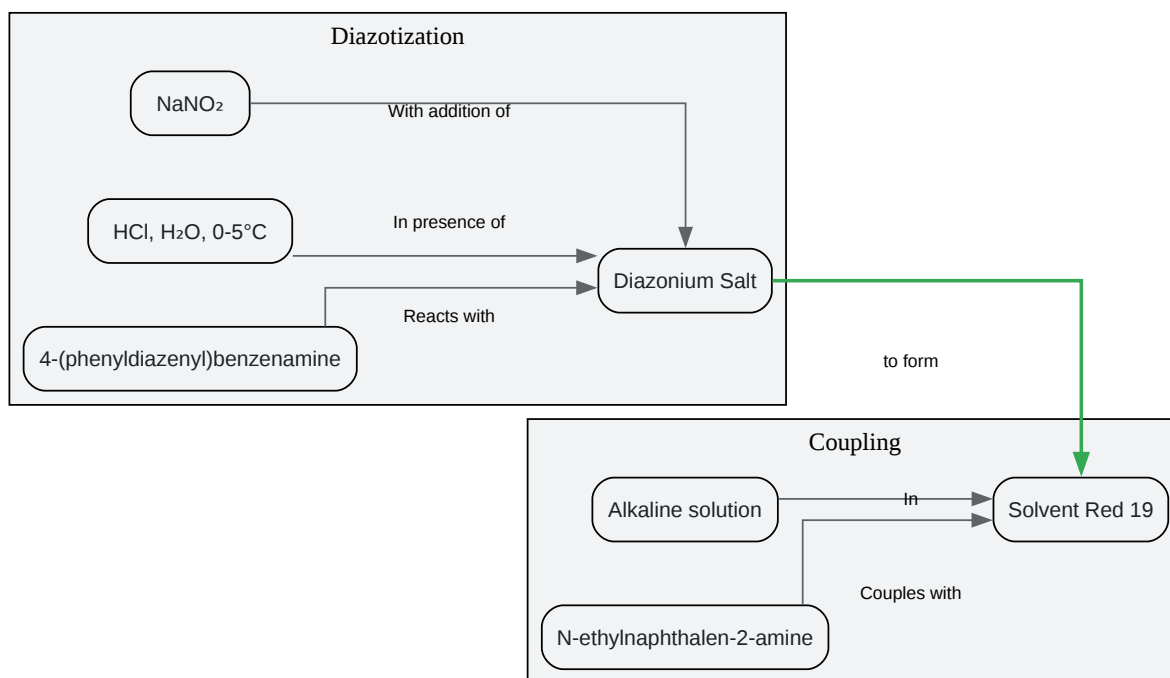 Diazotization
NaNO₂
With addition of
HCl, H₂O, 0-5°C
In presence of
Diazonium Salt
Reacts with
4-(phenyldiazenyl)benzenamine
to form
Coupling
Alkaline solution
In
Solvent Red 19
Couples with
N-ethylnaphthalen-2-amine